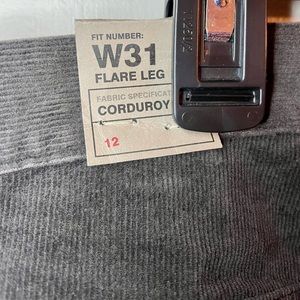 FIT NUMBER:
W31
FLARE LEG
FABRIC SPECIFICAT
CORDUROY
12